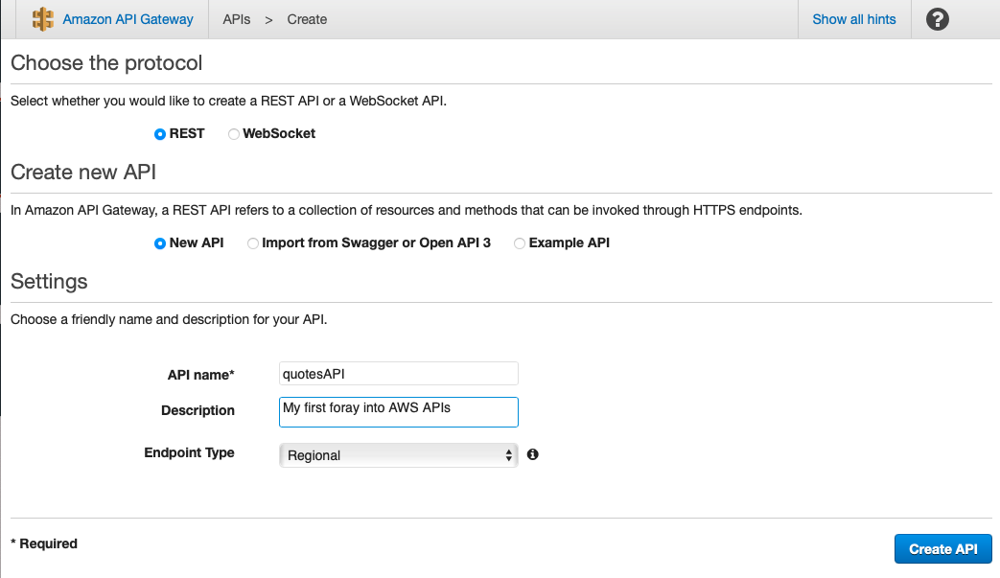 Amazon API Gateway APIs > Create Show all hints ?
Choose the protocol
Select whether you would like to create a REST API or a WebSocket API.
REST WebSocket
Create new API
In Amazon API Gateway, a REST API refers to a collection of resources and methods that can be invoked through HTTPS endpoints.
New API Import from Swagger or Open API 3 Example API
Settings
Choose a friendly name and description for your API.
API name* quotesAPI
Description My first foray into AWS APIs
Endpoint Type Regional i
* Required Create API